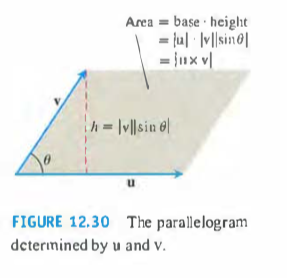 Area = base · height
= |u| · |v||sin θ|
= |u × v|
v
h = |v||sin θ|
θ
u
FIGURE 12.30 The parallelogram
determined by u and v.